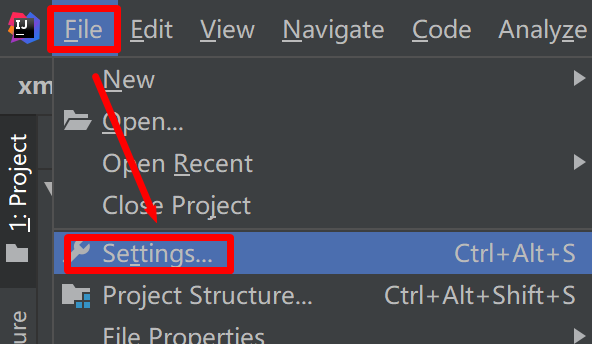 IJ
File Edit View Navigate Code Analyze
xm
New
Open...
Open Recent
Close Project
Settings... Ctrl+Alt+S
Project Structure... Ctrl+Alt+Shift+S
File Properties
1: Project
ure